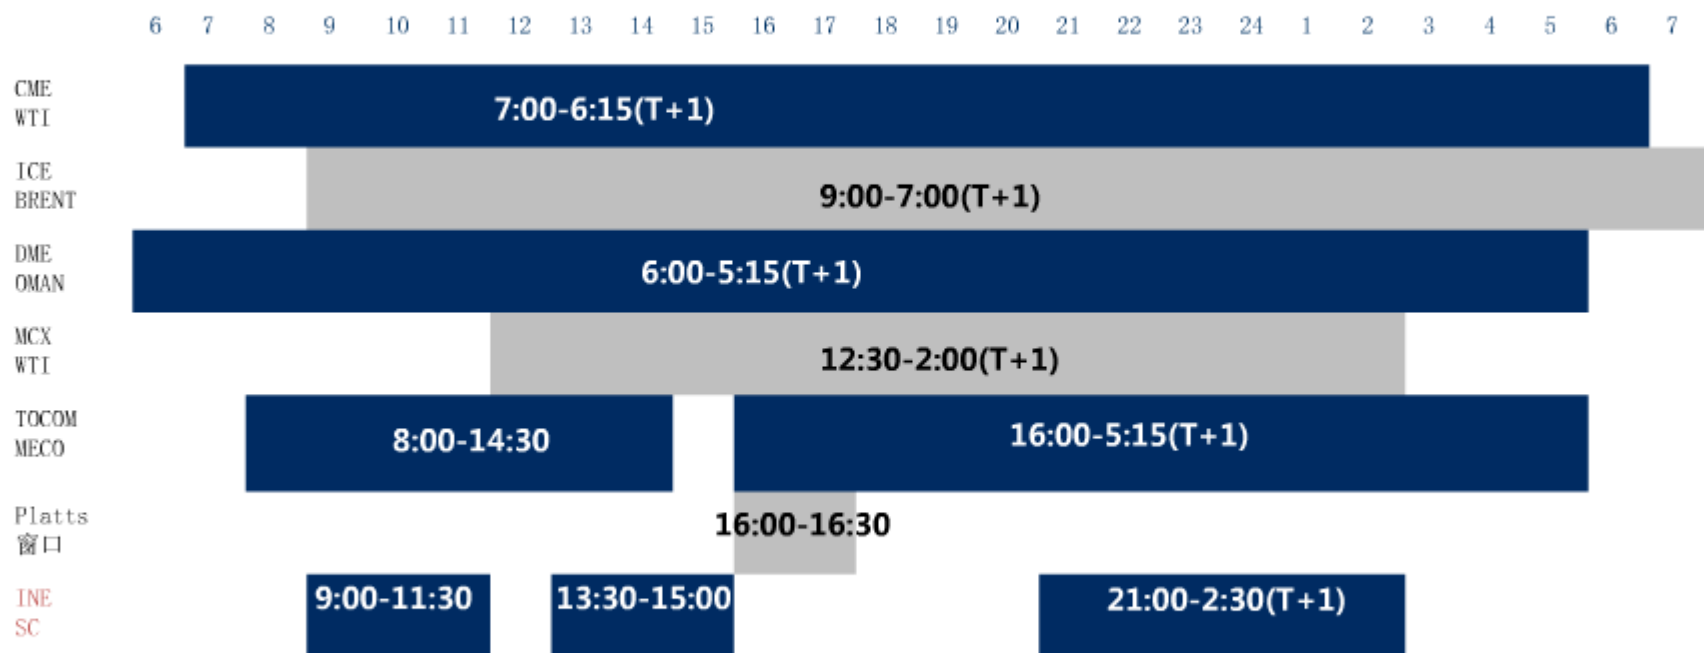 6 7 8 9 10 11 12 13 14 15 16 17 18 19 20 21 22 23 24 1 2 3 4 5 6 7
CME
WTI
7:00-6:15(T+1)
ICE
BRENT
9:00-7:00(T+1)
DME
OMAN
6:00-5:15(T+1)
MCX
WTI
12:30-2:00(T+1)
TOCOM
MECO
8:00-14:30
16:00-5:15(T+1)
Platts
窗口
16:00-16:30
INE
SC
9:00-11:30
13:30-15:00
21:00-2:30(T+1)